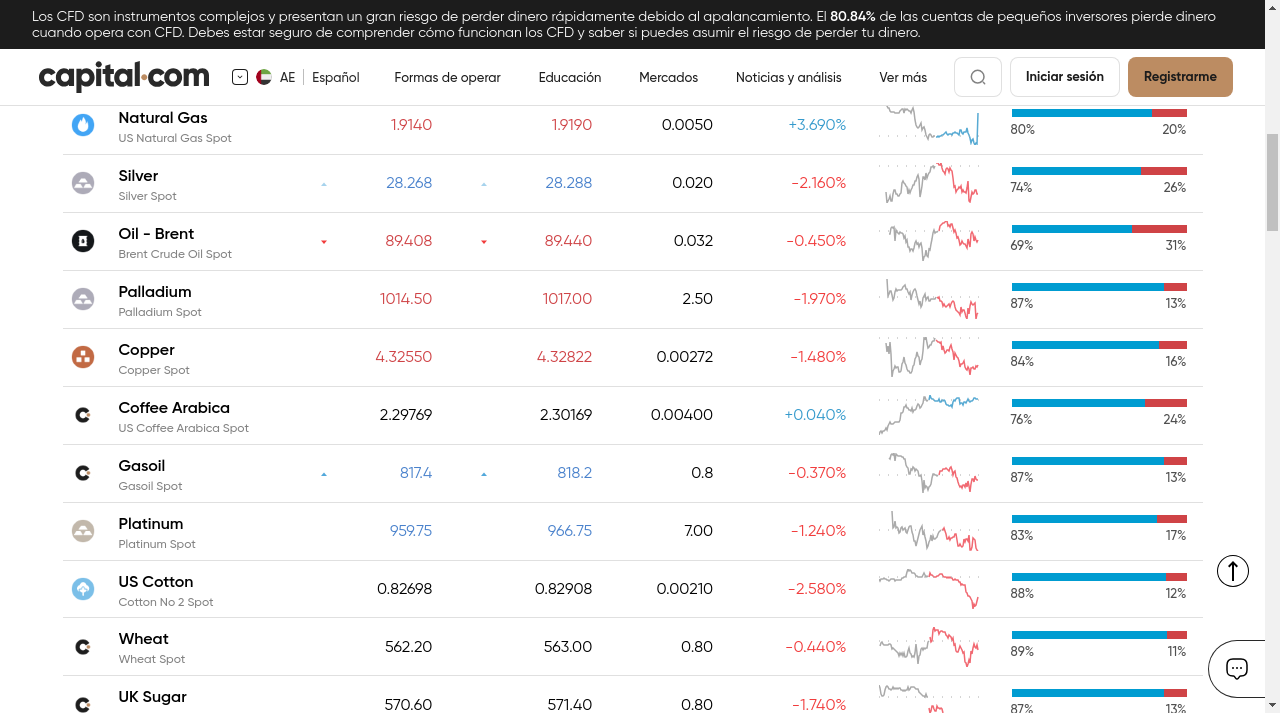 Los CFD son instrumentos complejos y presentan un gran riesgo de perder dinero rápidamente debido al apalancamiento. El 80.84% de las cuentas de pequeños inversores pierde dinero
cuando opera con CFD. Debes estar seguro de comprender cómo funcionan los CFD y saber si puedes asumir el riesgo de perder tu dinero.
capital.com AE Español Formas de operar Educación Mercados Noticias y análisis Ver más Iniciar sesión Registrarme
Natural Gas 1.9140 1.9190 0.0050 +3.690%
US Natural Gas Spot 80% 20%
Silver 28.268 28.288 0.020 -2.160%
Silver Spot 74% 26%
Oil - Brent 89.408 89.440 0.032 -0.450%
Brent Crude Oil Spot 69% 31%
Palladium 1014.50 1017.00 2.50 -1.970%
Palladium Spot 87% 13%
Copper 4.32550 4.32822 0.00272 -1.480%
Copper Spot 84% 16%
Coffee Arabica 2.29769 2.30169 0.00400 +0.040%
US Coffee Arabica Spot 76% 24%
Gasoil 817.4 818.2 0.8 -0.370%
Gasoil Spot 87% 13%
Platinum 959.75 966.75 7.00 -1.240%
Platinum Spot 83% 17%
US Cotton 0.82698 0.82908 0.00210 -2.580%
Cotton No 2 Spot 88% 12%
Wheat 562.20 563.00 0.80 -0.440%
Wheat Spot 89% 11%
UK Sugar 570.60 571.40 0.80 -1.740%
87% 13%